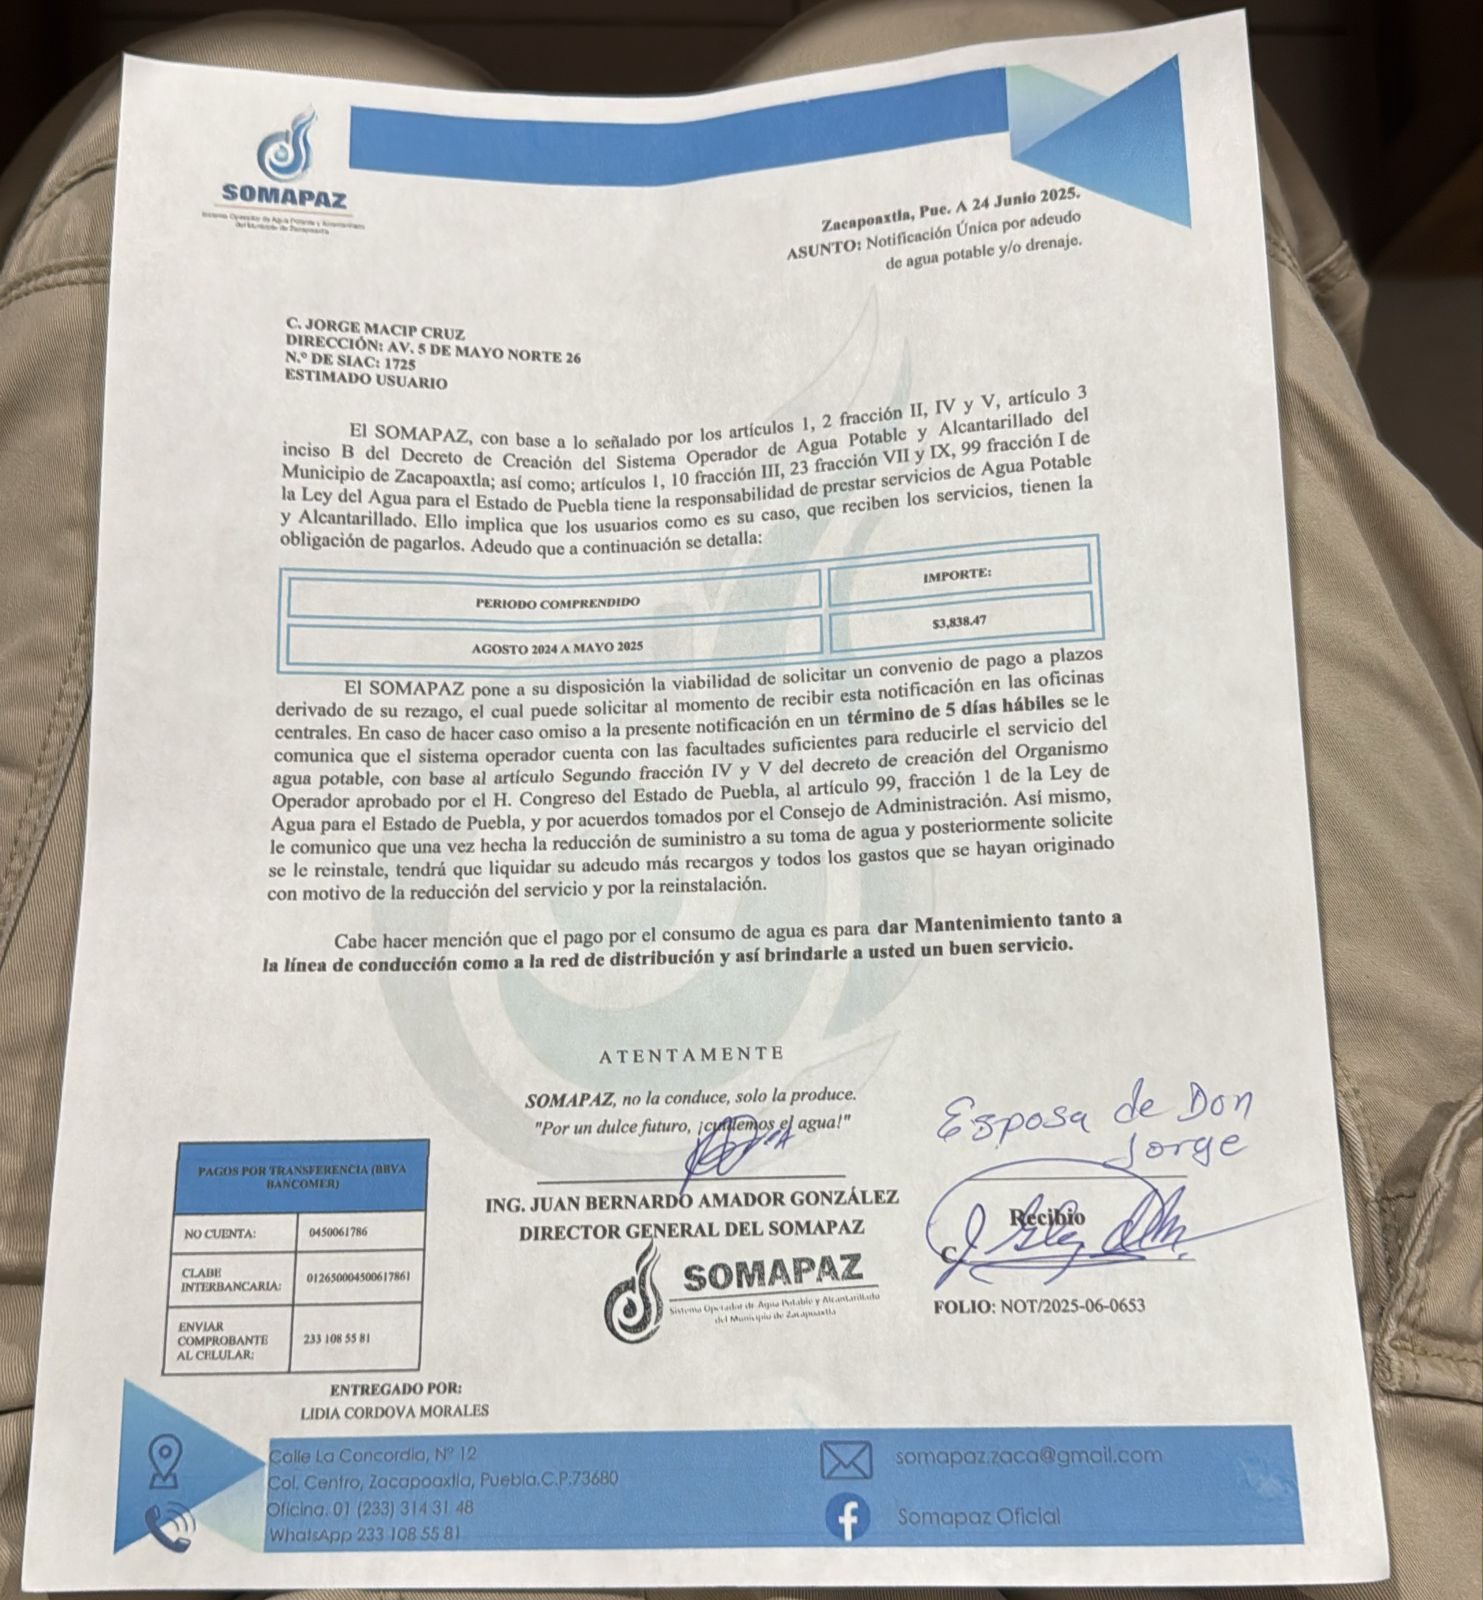 SOMAPAZ
Sistema Operador de Agua Potable y Alcantarillado
del Municipio de Zacapoaxtla
Zacapoaxtla, Pue. A 24 Junio 2025.
ASUNTO: Notificación Única por adeudo
de agua potable y/o drenaje.
C. JORGE MACIP CRUZ
DIRECCIÓN: AV. 5 DE MAYO NORTE 26
N.º DE SIAC: 1725
ESTIMADO USUARIO
El SOMAPAZ, con base a lo señalado por los artículos 1, 2 fracción II, IV y V, artículo 3
inciso B del Decreto de Creación del Sistema Operador de Agua Potable y Alcantarillado del
Municipio de Zacapoaxtla; así como; artículos 1, 10 fracción III, 23 fracción VII y IX, 99 fracción I de
la Ley del Agua para el Estado de Puebla tiene la responsabilidad de prestar servicios de Agua Potable
y Alcantarillado. Ello implica que los usuarios como es su caso, que reciben los servicios, tienen la
obligación de pagarlos. Adeudo que a continuación se detalla:
PERIODO COMPRENDIDO
IMPORTE:
AGOSTO 2024 A MAYO 2025
$3,838.47
El SOMAPAZ pone a su disposición la viabilidad de solicitar un convenio de pago a plazos
derivado de su rezago, el cual puede solicitar al momento de recibir esta notificación en las oficinas
centrales. En caso de hacer caso omiso a la presente notificación en un término de 5 días hábiles se le
comunica que el sistema operador cuenta con las facultades suficientes para reducirle el servicio del
agua potable, con base al artículo Segundo fracción IV y V del decreto de creación del Organismo
Operador aprobado por el H. Congreso del Estado de Puebla, al artículo 99, fracción 1 de la Ley de
Agua para el Estado de Puebla, y por acuerdos tomados por el Consejo de Administración. Así mismo,
le comunico que una vez hecha la reducción de suministro a su toma de agua y posteriormente solicite
se le reinstale, tendrá que liquidar su adeudo más recargos y todos los gastos que se hayan originado
con motivo de la reducción del servicio y por la reinstalación.
Cabe hacer mención que el pago por el consumo de agua es para dar Mantenimiento tanto a
la línea de conducción como a la red de distribución y así brindarle a usted un buen servicio.
ATENTAMENTE
SOMAPAZ, no la conduce, solo la produce.
"Por un dulce futuro, ¡cuidemos el agua!"
ING. JUAN BERNARDO AMADOR GONZÁLEZ
DIRECTOR GENERAL DEL SOMAPAZ
SOMAPAZ
Sistema Operador de Agua Potable y Alcantarillado
del Municipio de Zacapoaxtla
Esposa de Don
Jorge
Recibio
C.
FOLIO: NOT/2025-06-0653
PAGOS POR TRANSFERENCIA (BBVA
BANCOMER)
NO CUENTA:
0450061786
CLABE
INTERBANCARIA:
012650004500617861
ENVIAR
COMPROBANTE
AL CELULAR:
233 108 55 81
ENTREGADO POR:
LIDIA CORDOVA MORALES
Calle La Concordia, N° 12
Col. Centro, Zacapoaxtla, Puebla.C.P:73680
Oficina. 01 (233) 314 31 48
WhatsApp 233 108 55 81
somapaz.zaca@gmail.com
Somapaz Oficial